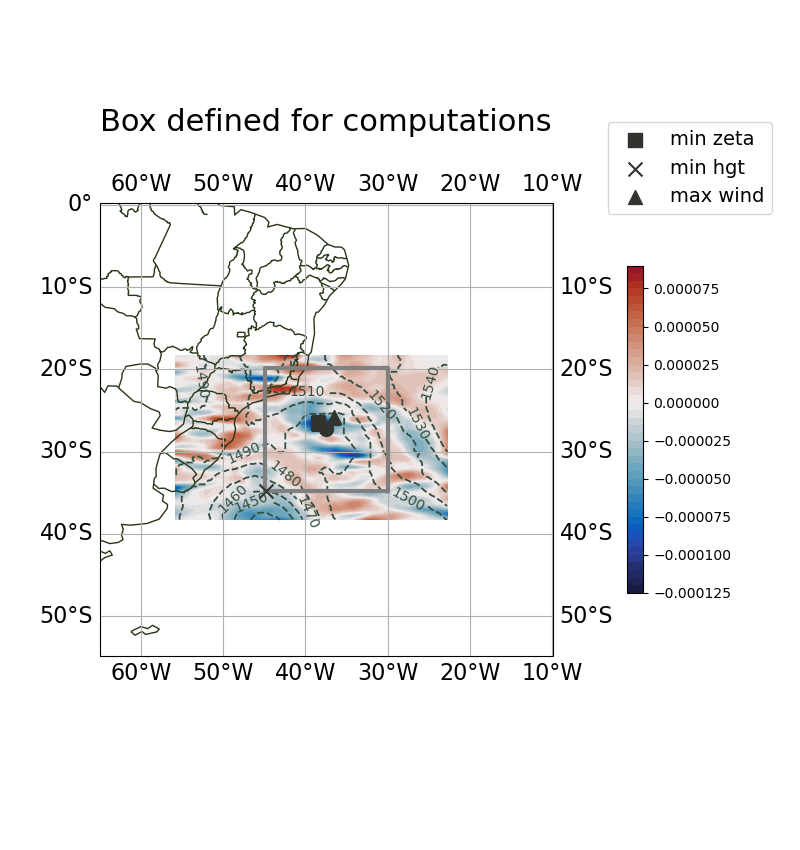 Box defined for computations
min zeta
min hgt
max wind
60°W 50°W 40°W 30°W 20°W 10°W
0°
10°S 10°S
20°S 20°S
30°S 30°S
40°S 40°S
50°S 50°S
60°W 50°W 40°W 30°W 20°W 10°W
1510
1520
1530
1540
1490
1480
1470
1460
1450
1500
0.000075
0.000050
0.000025
0.000000
−0.000025
−0.000050
−0.000075
−0.000100
−0.000125